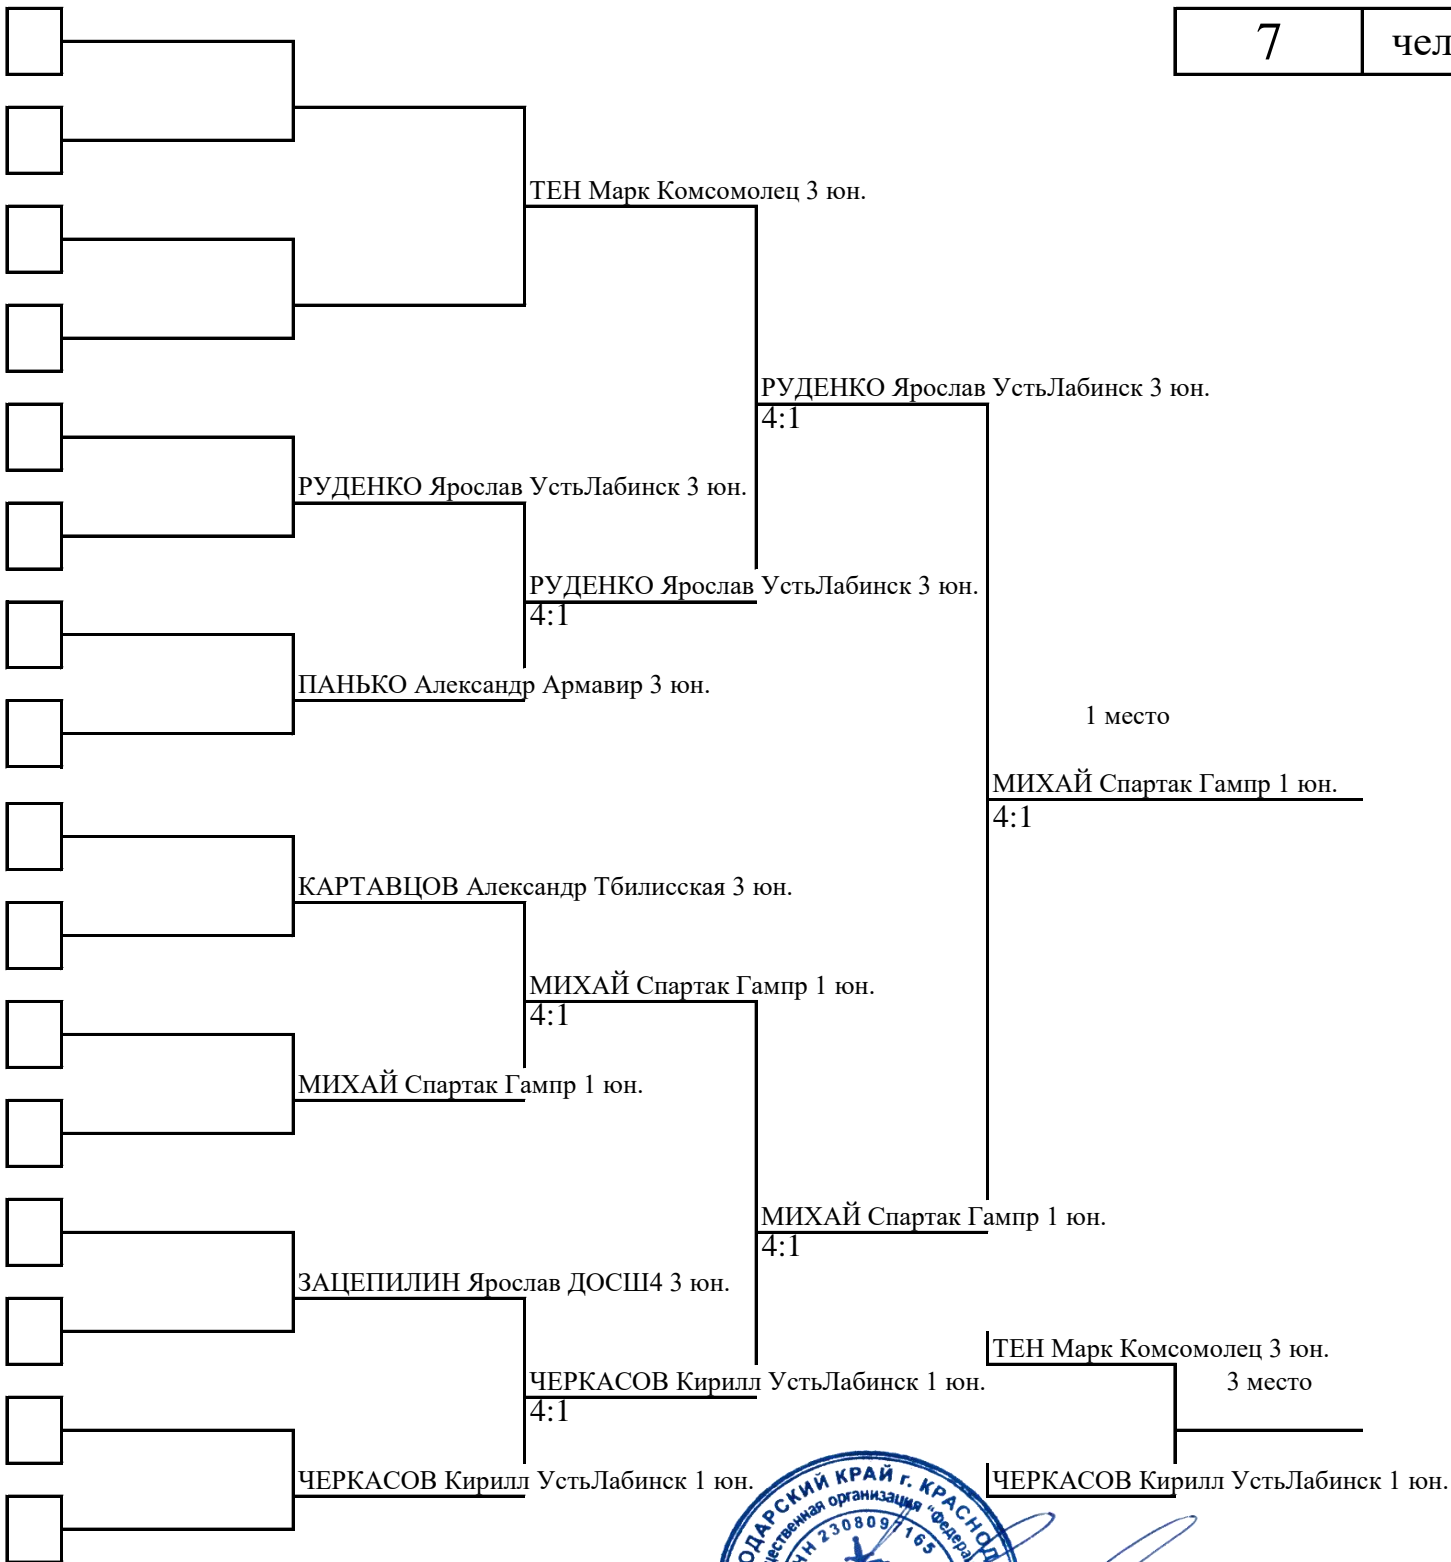 7 чел
ТЕН Марк Комсомолец 3 юн.
РУДЕНКО Ярослав УстьЛабинск 3 юн.
4:1
РУДЕНКО Ярослав УстьЛабинск 3 юн.
РУДЕНКО Ярослав УстьЛабинск 3 юн.
4:1
ПАНЬКО Александр Армавир 3 юн.
1 место
МИХАЙ Спартак Гампр 1 юн.
4:1
КАРТАВЦОВ Александр Тбилисская 3 юн.
МИХАЙ Спартак Гампр 1 юн.
4:1
МИХАЙ Спартак Гампр 1 юн.
МИХАЙ Спартак Гампр 1 юн.
4:1
ЗАЦЕПИЛИН Ярослав ДОСШ4 3 юн.
ТЕН Марк Комсомолец 3 юн.
3 место
ЧЕРКАСОВ Кирилл УстьЛабинск 1 юн.
4:1
ЧЕРКАСОВ Кирилл УстьЛабинск 1 юн.
ЧЕРКАСОВ Кирилл УстьЛабинск 1 юн.
КРАЙ г.
организация
2308097165